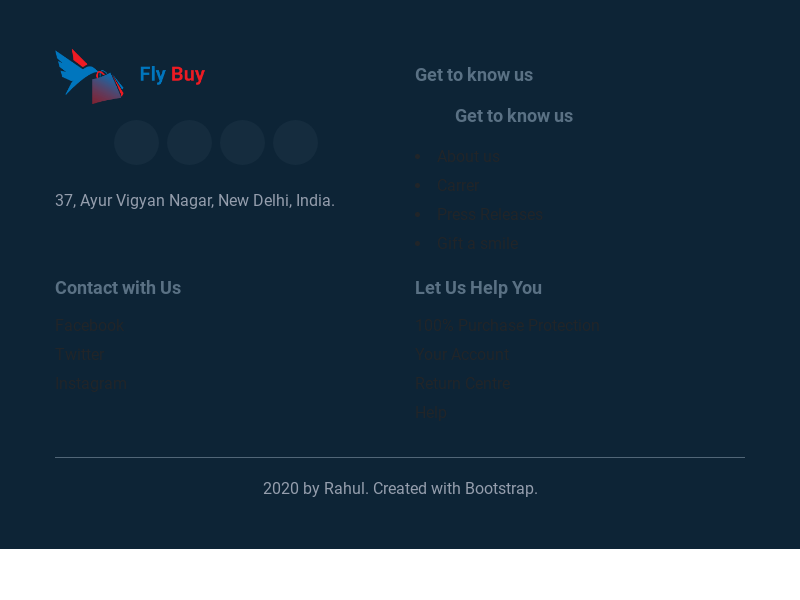 Fly Buy
37, Ayur Vigyan Nagar, New Delhi, India.
Get to know us
Get to know us
About us
Carrer
Press Releases
Gift a smile
Contact with Us
Facebook
Twitter
Instagram
Let Us Help You
100% Purchase Protection
Your Account
Return Centre
Help
2020 by Rahul. Created with Bootstrap.